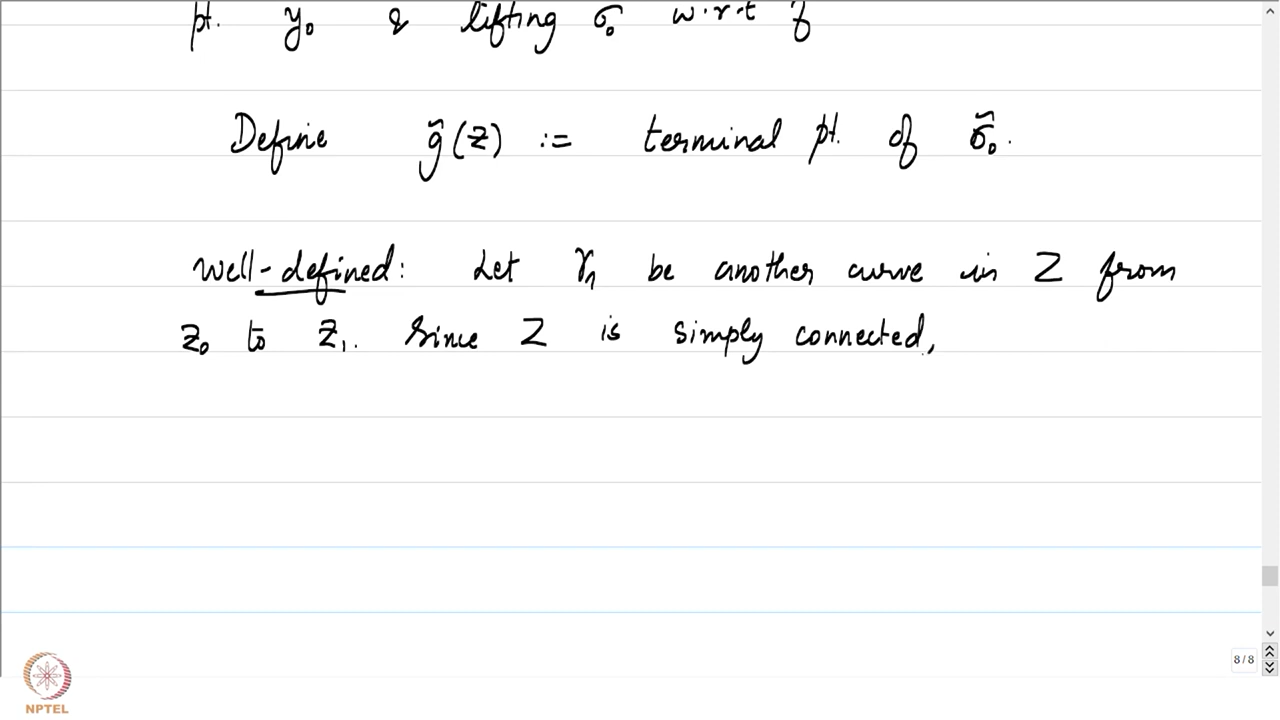 pt. y₀ & lifting σ₀ w.r.t f
Define g̃(z) := terminal pt. of σ̃₀.
Well-defined: Let γ₁ be another curve in Z from
z₀ to z₁. Since Z is simply connected,
8 / 8
NPTEL